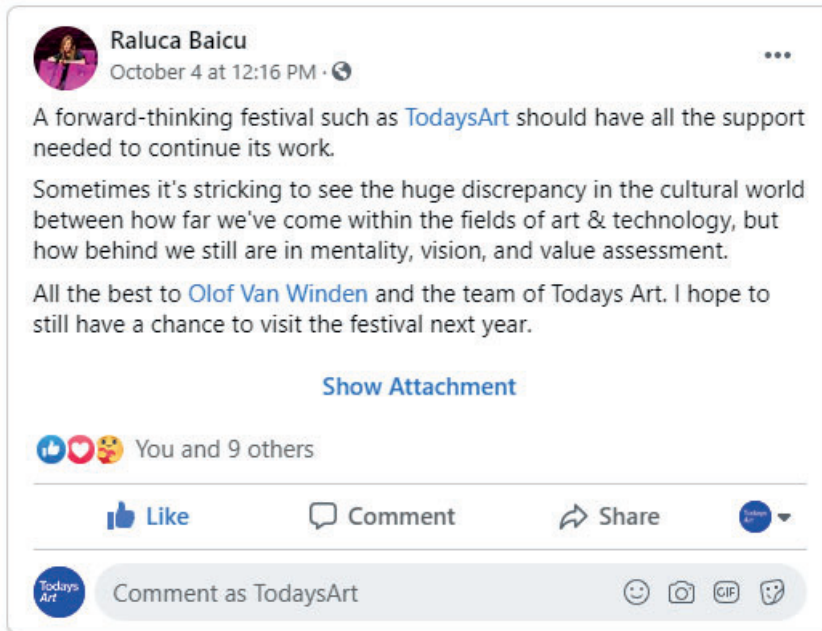 Raluca Baicu
October 4 at 12:16 PM ·
A forward-thinking festival such as TodaysArt should have all the support
needed to continue its work.
Sometimes it's stricking to see the huge discrepancy in the cultural world
between how far we've come within the fields of art & technology, but
how behind we still are in mentality, vision, and value assessment.
All the best to Olof Van Winden and the team of Todays Art. I hope to
still have a chance to visit the festival next year.
Show Attachment
You and 9 others
Like Comment Share Todays Art
Todays
Art
Comment as TodaysArt GIF